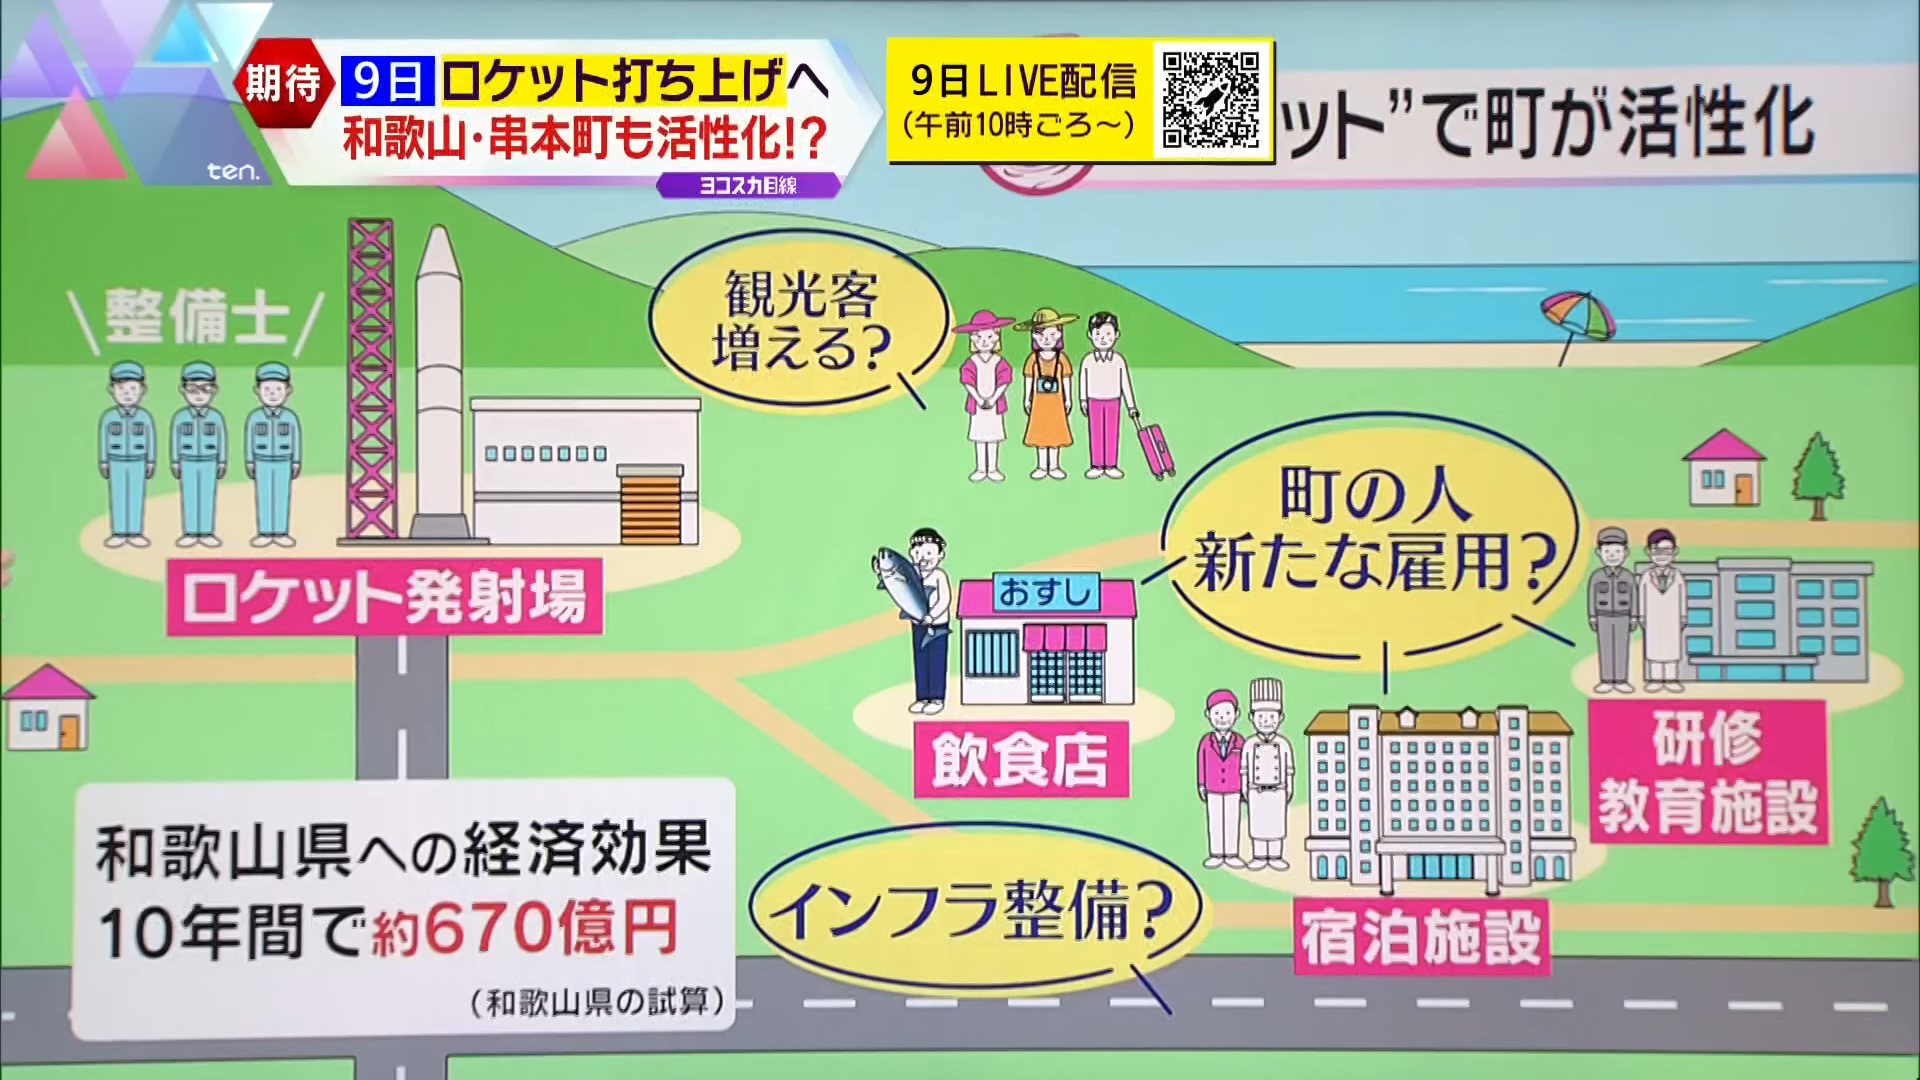 期待
9日ロケット打ち上げへ
和歌山・串本町も活性化!?
ten.
ヨコスカ目線
9日LIVE配信
(午前10時ごろ~)
ット”で町が活性化
整備士
観光客
増える?
町の人
新たな雇用?
ロケット発射場
おすし
飲食店
研修
教育施設
和歌山県への経済効果
10年間で約670億円
(和歌山県の試算)
インフラ整備?
宿泊施設